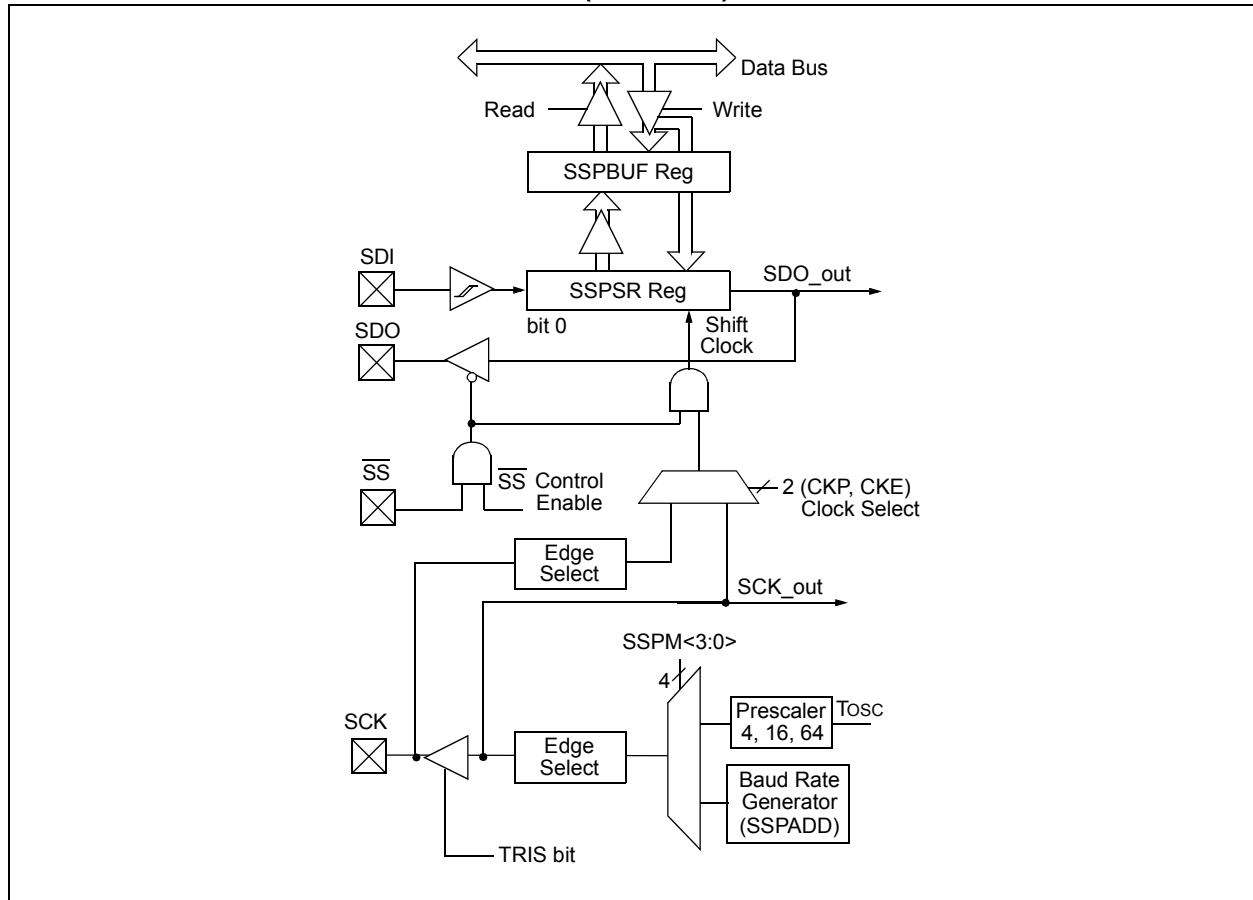 Data Bus
Read
Write
SSPBUF Reg
SDI
SDO_out
SSPSR Reg
bit 0
Shift
Clock
SDO
SS
SS Control
Enable
2 (CKP, CKE)
Clock Select
Edge
Select
SCK_out
SSPM<3:0>
4
Prescaler
4, 16, 64
TOSC
SCK
Edge
Select
Baud Rate
Generator
(SSPADD)
TRIS bit